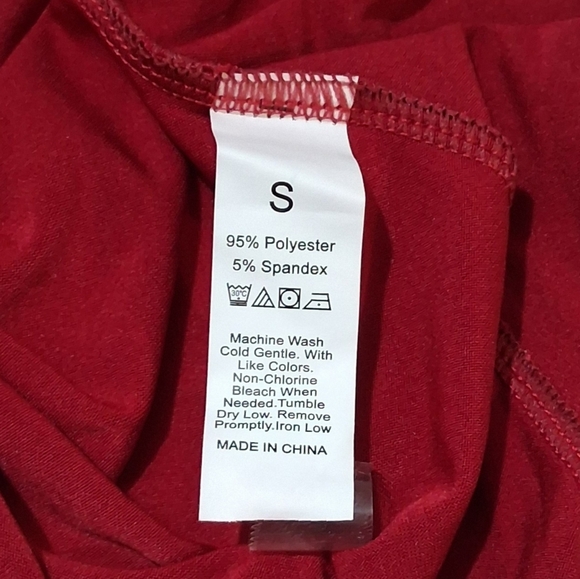 S
95% Polyester
5% Spandex
30°C
Machine Wash
Cold Gentle. With
Like Colors.
Non-Chlorine
Bleach When
Needed.Tumble
Dry Low. Remove
Promptly.Iron Low
MADE IN CHINA